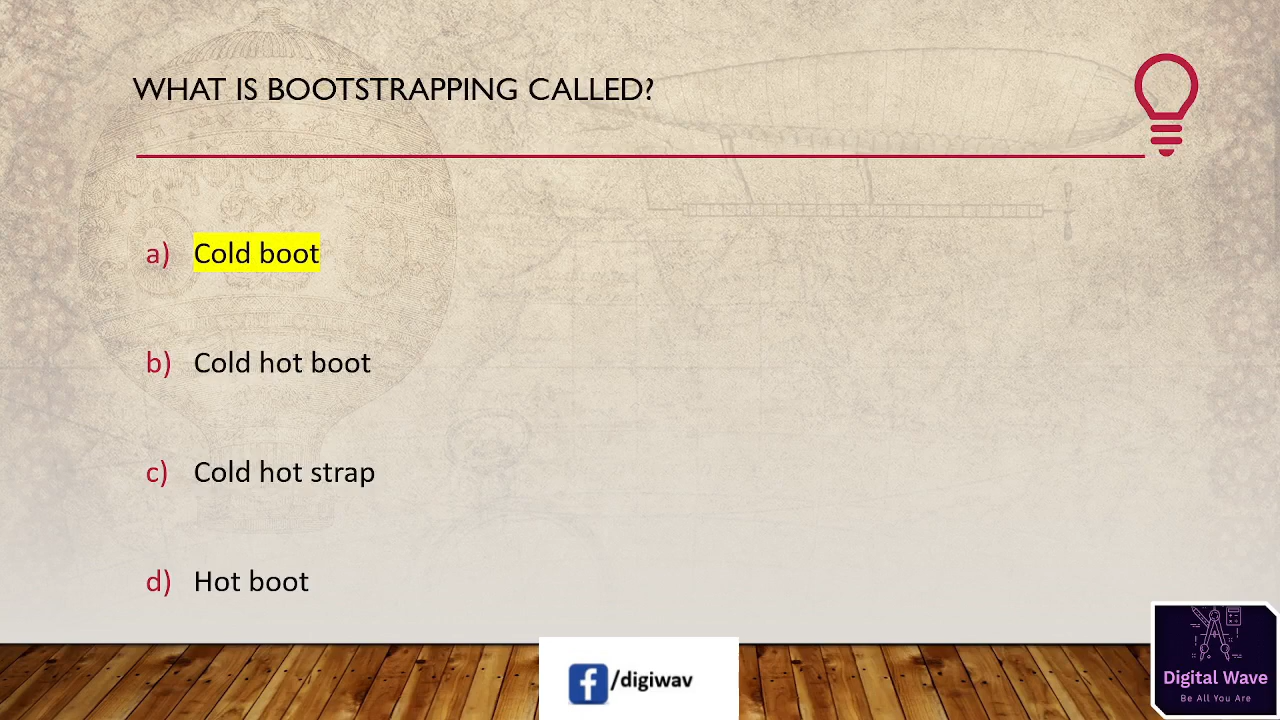 WHAT IS BOOTSTRAPPING CALLED?
a) Cold boot
b) Cold hot boot
c) Cold hot strap
d) Hot boot
/digiwav
Digital Wave
Be All You Are